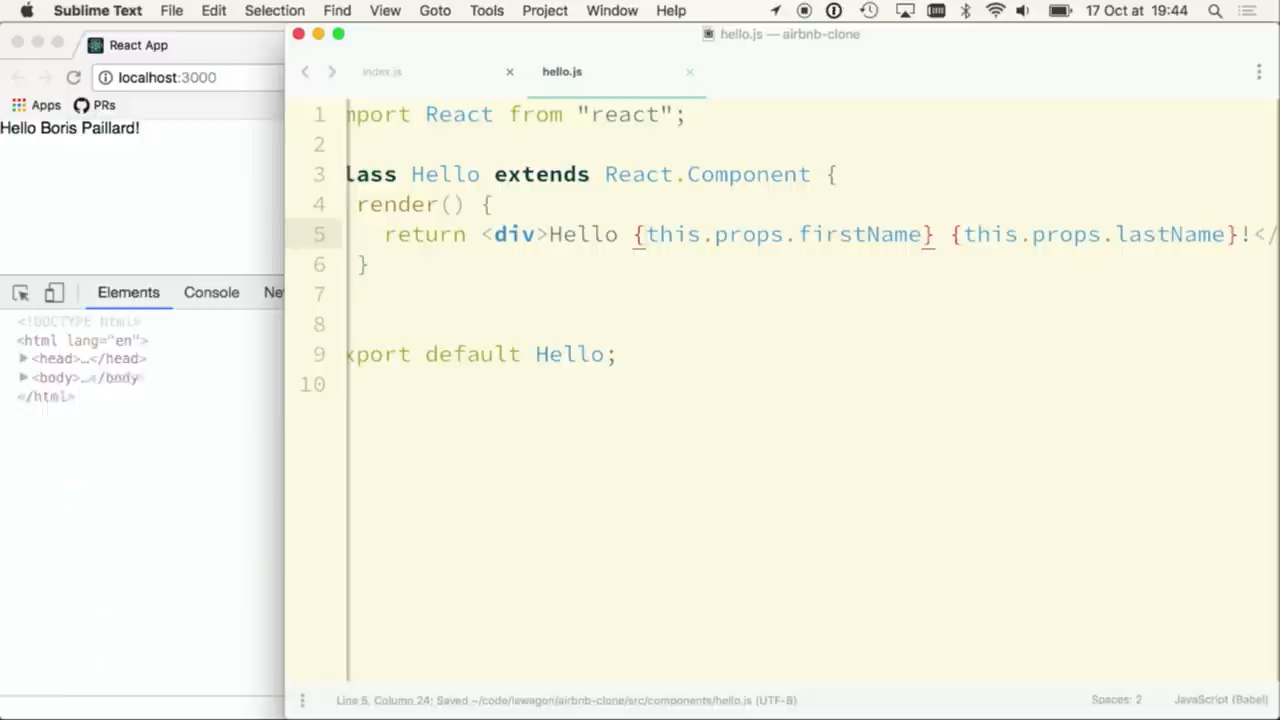 Sublime Text File Edit Selection Find View Goto Tools Project Window Help 17 Oct at 19:44
hello.js — airbnb-clone
React App
index.js × hello.js ×
localhost:3000
Apps PRs
Hello Boris Paillard!
1 mport React from "react";
2
3 lass Hello extends React.Component {
4 render() {
5 return <div>Hello {this.props.firstName} {this.props.lastName}!</
6 }
7
8
9 xport default Hello;
10
Elements Console Ne
<!DOCTYPE html>
<html lang="en">
<head>…</head>
<body>…</body
</html>
Line 5, Column 24; Saved ~/code/lewagon/airbnb-clone/src/components/hello.js (UTF-8) Spaces: 2 JavaScript (Babel)